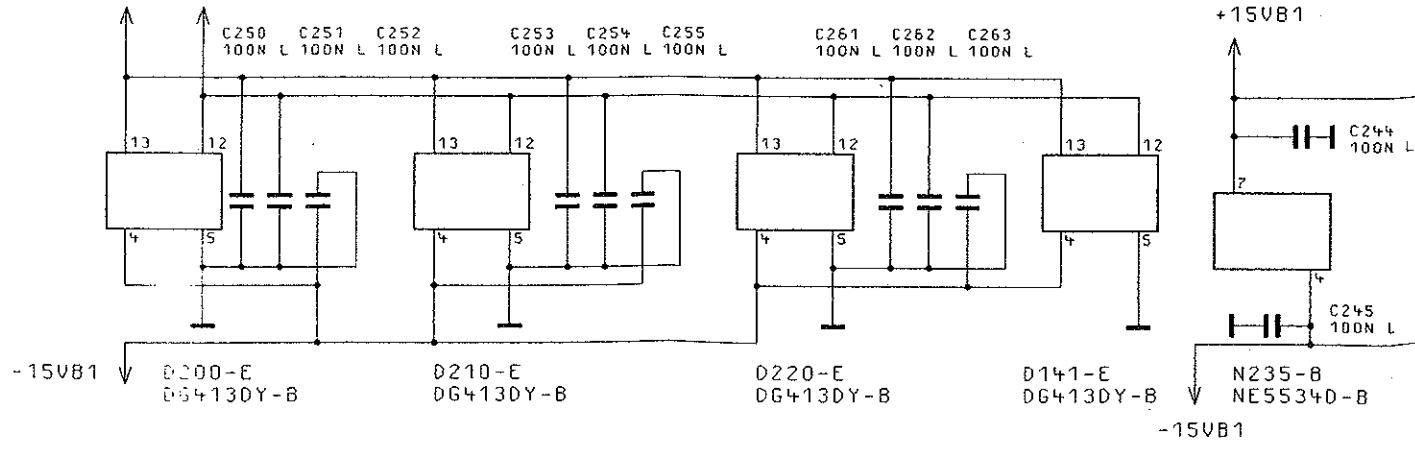 C250 C251 C252
100N L 100N L 100N L
C253 C254 C255
100N L 100N L 100N L
C261 C262 C263
100N L 100N L 100N L
+15VB1
C244
100N L
13 12
13 12
13 12
13 12
7
4 5
4 5
4 5
4 5
4
C245
100N L
-15VB1
D200-E
DG413DY-B
D210-E
DG413DY-B
D220-E
DG413DY-B
D141-E
DG413DY-B
N235-B
NE5534D-B
-15VB1